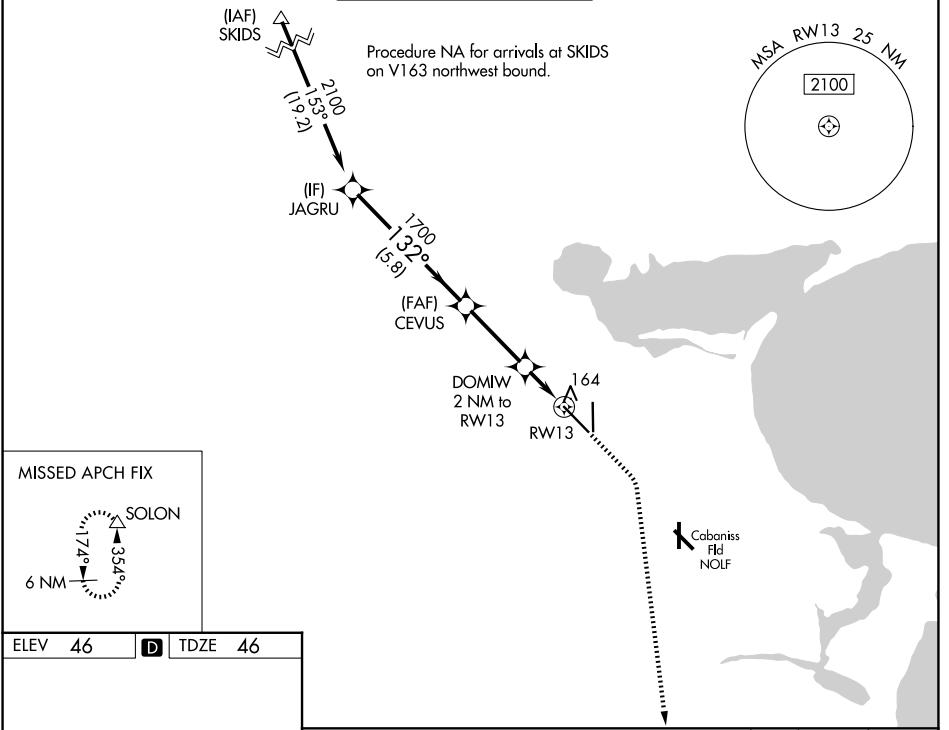 (IAF)
SKIDS
Procedure NA for arrivals at SKIDS
on V163 northwest bound.
MSA RW13 25 NM
2100
2100
153°
(19.2)
(IF)
JAGRU
1700
132°
(5.8)
(FAF)
CEVUS
DOMIW
2 NM to
RW13
164
RW13
MISSED APCH FIX
SOLON
174°
354°
6 NM
Cabaniss
Fld
NOLF
ELEV 46 D TDZE 46